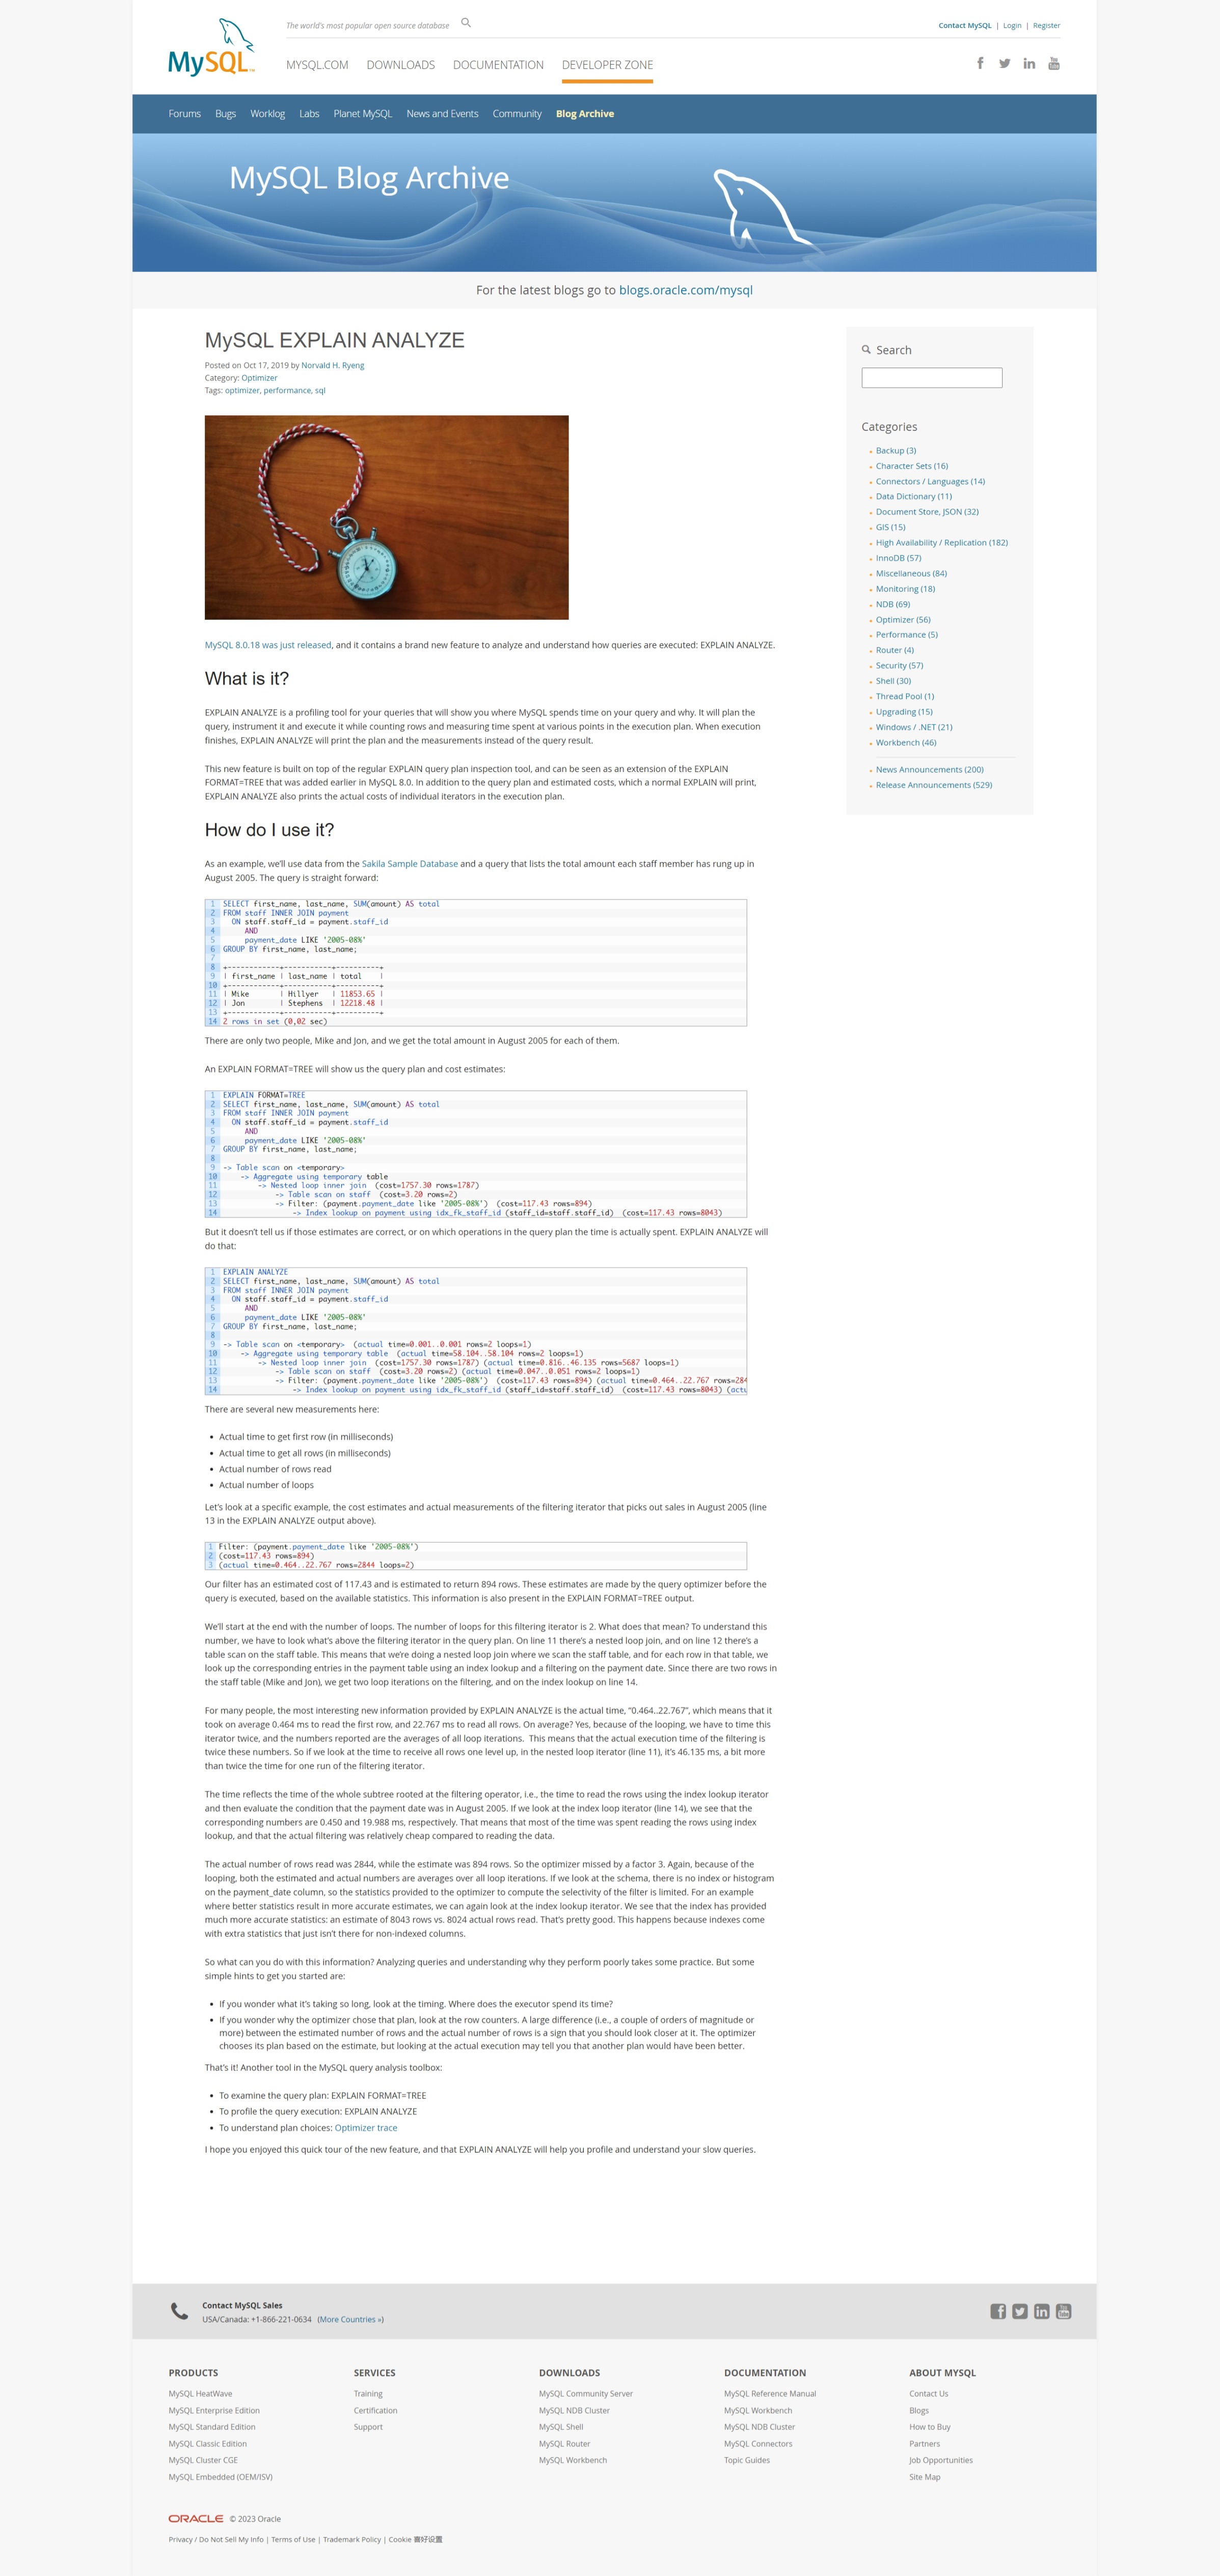 The world's most popular open source database
Contact MySQL | Login | Register
MySQL™
MYSQL.COM DOWNLOADS DOCUMENTATION DEVELOPER ZONE
Forums Bugs Worklog Labs Planet MySQL News and Events Community Blog Archive
MySQL Blog Archive
For the latest blogs go to blogs.oracle.com/mysql
MySQL EXPLAIN ANALYZE
Posted on Oct 17, 2019 by Norvald H. Ryeng
Category: Optimizer
Tags: optimizer, performance, sql
MySQL 8.0.18 was just released, and it contains a brand new feature to analyze and understand how queries are executed: EXPLAIN ANALYZE.
What is it?
EXPLAIN ANALYZE is a profiling tool for your queries that will show you where MySQL spends time on your query and why. It will plan the
query, instrument it and execute it while counting rows and measuring time spent at various points in the execution plan. When execution
finishes, EXPLAIN ANALYZE will print the plan and the measurements instead of the query result.
This new feature is built on top of the regular EXPLAIN query plan inspection tool, and can be seen as an extension of the EXPLAIN
FORMAT=TREE that was added earlier in MySQL 8.0. In addition to the query plan and estimated costs, which a normal EXPLAIN will print,
EXPLAIN ANALYZE also prints the actual costs of individual iterators in the execution plan.
How do I use it?
As an example, we'll use data from the Sakila Sample Database and a query that lists the total amount each staff member has rung up in
August 2005. The query is straight forward:
1 SELECT first_name, last_name, SUM(amount) AS total
2 FROM staff INNER JOIN payment
3 ON staff.staff_id = payment.staff_id
4 AND
5 payment_date LIKE '2005-08%'
6 GROUP BY first_name, last_name;
7
8 +------------+-----------+----------+
9 | first_name | last_name | total |
10 +------------+-----------+----------+
11 | Mike | Hillyer | 11853.65 |
12 | Jon | Stephens | 12218.48 |
13 +------------+-----------+----------+
14 2 rows in set (0,02 sec)
There are only two people, Mike and Jon, and we get the total amount in August 2005 for each of them.
An EXPLAIN FORMAT=TREE will show us the query plan and cost estimates:
1 EXPLAIN FORMAT=TREE
2 SELECT first_name, last_name, SUM(amount) AS total
3 FROM staff INNER JOIN payment
4 ON staff.staff_id = payment.staff_id
5 AND
6 payment_date LIKE '2005-08%'
7 GROUP BY first_name, last_name;
8
9 -> Table scan on <temporary>
10 -> Aggregate using temporary table
11 -> Nested loop inner join (cost=1757.30 rows=1787)
12 -> Table scan on staff (cost=3.20 rows=2)
13 -> Filter: (payment.payment_date like '2005-08%') (cost=117.43 rows=894)
14 -> Index lookup on payment using idx_fk_staff_id (staff_id=staff.staff_id) (cost=117.43 rows=8043)
But it doesn't tell us if those estimates are correct, or on which operations in the query plan the time is actually spent. EXPLAIN ANALYZE will
do that:
1 EXPLAIN ANALYZE
2 SELECT first_name, last_name, SUM(amount) AS total
3 FROM staff INNER JOIN payment
4 ON staff.staff_id = payment.staff_id
5 AND
6 payment_date LIKE '2005-08%'
7 GROUP BY first_name, last_name;
8
9 -> Table scan on <temporary> (actual time=0.001..0.001 rows=2 loops=1)
10 -> Aggregate using temporary table (actual time=58.104..58.104 rows=2 loops=1)
11 -> Nested loop inner join (cost=1757.30 rows=1787) (actual time=0.816..46.135 rows=5687 loops=1)
12 -> Table scan on staff (cost=3.20 rows=2) (actual time=0.047..0.051 rows=2 loops=1)
13 -> Filter: (payment.payment_date like '2005-08%') (cost=117.43 rows=894) (actual time=0.464..22.767 rows=284
14 -> Index lookup on payment using idx_fk_staff_id (staff_id=staff.staff_id) (cost=117.43 rows=8043) (actu
There are several new measurements here:
• Actual time to get first row (in milliseconds)
• Actual time to get all rows (in milliseconds)
• Actual number of rows read
• Actual number of loops
Let's look at a specific example, the cost estimates and actual measurements of the filtering iterator that picks out sales in August 2005 (line
13 in the EXPLAIN ANALYZE output above).
1 Filter: (payment.payment_date like '2005-08%')
2 (cost=117.43 rows=894)
3 (actual time=0.464..22.767 rows=2844 loops=2)
Our filter has an estimated cost of 117.43 and is estimated to return 894 rows. These estimates are made by the query optimizer before the
query is executed, based on the available statistics. This information is also present in the EXPLAIN FORMAT=TREE output.
We'll start at the end with the number of loops. The number of loops for this filtering iterator is 2. What does that mean? To understand this
number, we have to look what's above the filtering iterator in the query plan. On line 11 there's a nested loop join, and on line 12 there's a
table scan on the staff table. This means that we're doing a nested loop join where we scan the staff table, and for each row in that table, we
look up the corresponding entries in the payment table using an index lookup and a filtering on the payment date. Since there are two rows in
the staff table (Mike and Jon), we get two loop iterations on the filtering, and on the index lookup on line 14.
For many people, the most interesting new information provided by EXPLAIN ANALYZE is the actual time, "0.464..22.767", which means that it
took on average 0.464 ms to read the first row, and 22.767 ms to read all rows. On average? Yes, because of the looping, we have to time this
iterator twice, and the numbers reported are the averages of all loop iterations. This means that the actual execution time of the filtering is
twice these numbers. So if we look at the time to receive all rows one level up, in the nested loop iterator (line 11), it's 46.135 ms, a bit more
than twice the time for one run of the filtering iterator.
The time reflects the time of the whole subtree rooted at the filtering operator, i.e., the time to read the rows using the index lookup iterator
and then evaluate the condition that the payment date was in August 2005. If we look at the index loop iterator (line 14), we see that the
corresponding numbers are 0.450 and 19.988 ms, respectively. That means that most of the time was spent reading the rows using index
lookup, and that the actual filtering was relatively cheap compared to reading the data.
The actual number of rows read was 2844, while the estimate was 894 rows. So the optimizer missed by a factor 3. Again, because of the
looping, both the estimated and actual numbers are averages over all loop iterations. If we look at the schema, there is no index or histogram
on the payment_date column, so the statistics provided to the optimizer to compute the selectivity of the filter is limited. For an example
where better statistics result in more accurate estimates, we can again look at the index lookup iterator. We see that the index has provided
much more accurate statistics: an estimate of 8043 rows vs. 8024 actual rows read. That's pretty good. This happens because indexes come
with extra statistics that just isn't there for non-indexed columns.
So what can you do with this information? Analyzing queries and understanding why they perform poorly takes some practice. But some
simple hints to get you started are:
• If you wonder what it's taking so long, look at the timing. Where does the executor spend its time?
• If you wonder why the optimizer chose that plan, look at the row counters. A large difference (i.e., a couple of orders of magnitude or
more) between the estimated number of rows and the actual number of rows is a sign that you should look closer at it. The optimizer
chooses its plan based on the estimate, but looking at the actual execution may tell you that another plan would have been better.
That's it! Another tool in the MySQL query analysis toolbox:
• To examine the query plan: EXPLAIN FORMAT=TREE
• To profile the query execution: EXPLAIN ANALYZE
• To understand plan choices: Optimizer trace
I hope you enjoyed this quick tour of the new feature, and that EXPLAIN ANALYZE will help you profile and understand your slow queries.
Search
Categories
Backup (3)
Character Sets (16)
Connectors / Languages (14)
Data Dictionary (11)
Document Store, JSON (32)
GIS (15)
High Availability / Replication (182)
InnoDB (57)
Miscellaneous (84)
Monitoring (18)
NDB (69)
Optimizer (56)
Performance (5)
Router (4)
Security (57)
Shell (30)
Thread Pool (1)
Upgrading (15)
Windows / .NET (21)
Workbench (46)
News Announcements (200)
Release Announcements (529)
Contact MySQL Sales
USA/Canada: +1-866-221-0634 (More Countries »)
PRODUCTS
MySQL HeatWave
MySQL Enterprise Edition
MySQL Standard Edition
MySQL Classic Edition
MySQL Cluster CGE
MySQL Embedded (OEM/ISV)
SERVICES
Training
Certification
Support
DOWNLOADS
MySQL Community Server
MySQL NDB Cluster
MySQL Shell
MySQL Router
MySQL Workbench
DOCUMENTATION
MySQL Reference Manual
MySQL Workbench
MySQL NDB Cluster
MySQL Connectors
Topic Guides
ABOUT MYSQL
Contact Us
Blogs
How to Buy
Partners
Job Opportunities
Site Map
ORACLE © 2023 Oracle
Privacy / Do Not Sell My Info | Terms of Use | Trademark Policy | Cookie 喜好设置